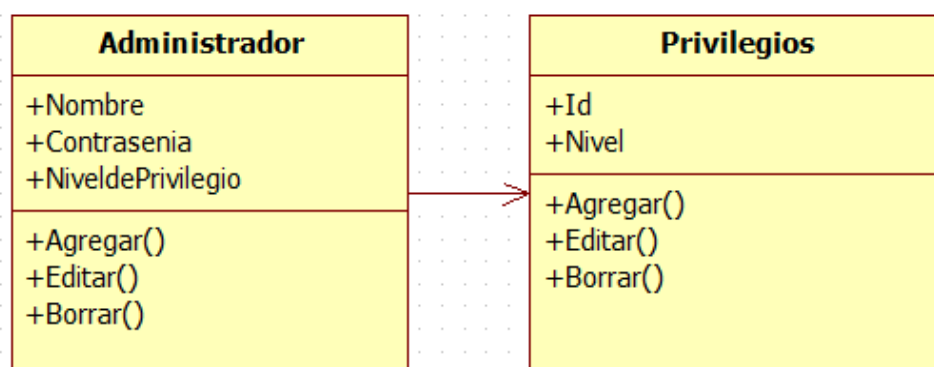 Administrador
+Nombre
+Contrasenia
+NiveldePrivilegio
+Agregar()
+Editar()
+Borrar()
Privilegios
+Id
+Nivel
+Agregar()
+Editar()
+Borrar()